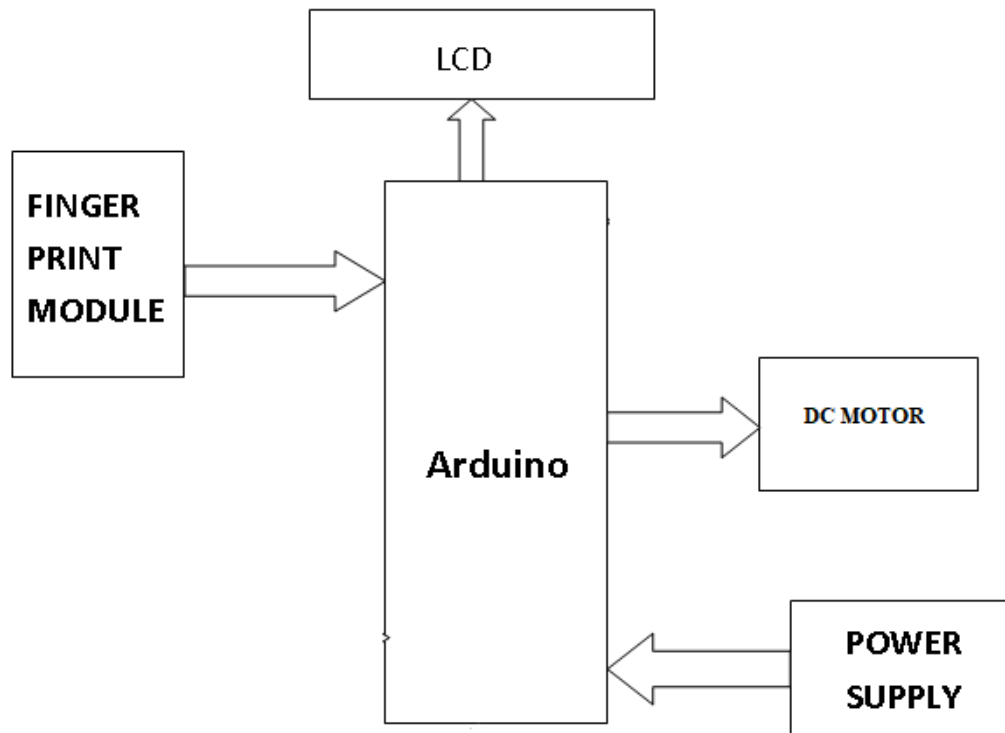 LCD
FINGER
PRINT
MODULE
Arduino
DC MOTOR
POWER
SUPPLY